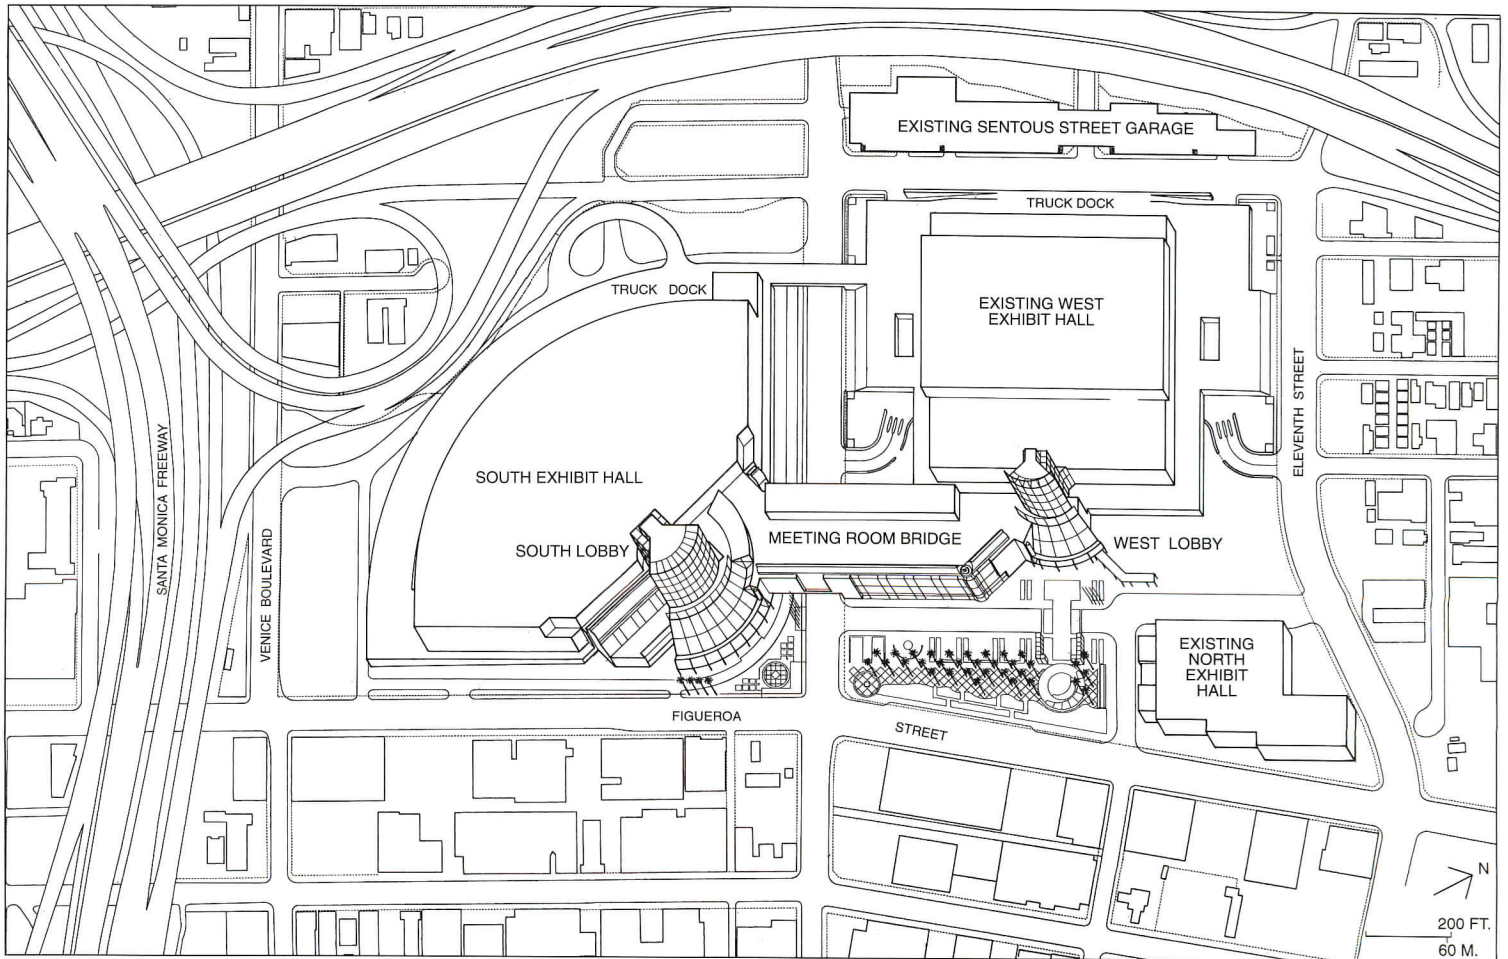 EXISTING SENTOUS STREET GARAGE
TRUCK DOCK
TRUCK DOCK
EXISTING WEST
EXHIBIT HALL
SOUTH EXHIBIT HALL
SOUTH LOBBY
MEETING ROOM BRIDGE
WEST LOBBY
ELEVENTH STREET
SANTA MONICA FREEWAY
VENICE BOULEVARD
EXISTING
NORTH
EXHIBIT
HALL
FIGUEROA
STREET
N
200 FT.
60 M.